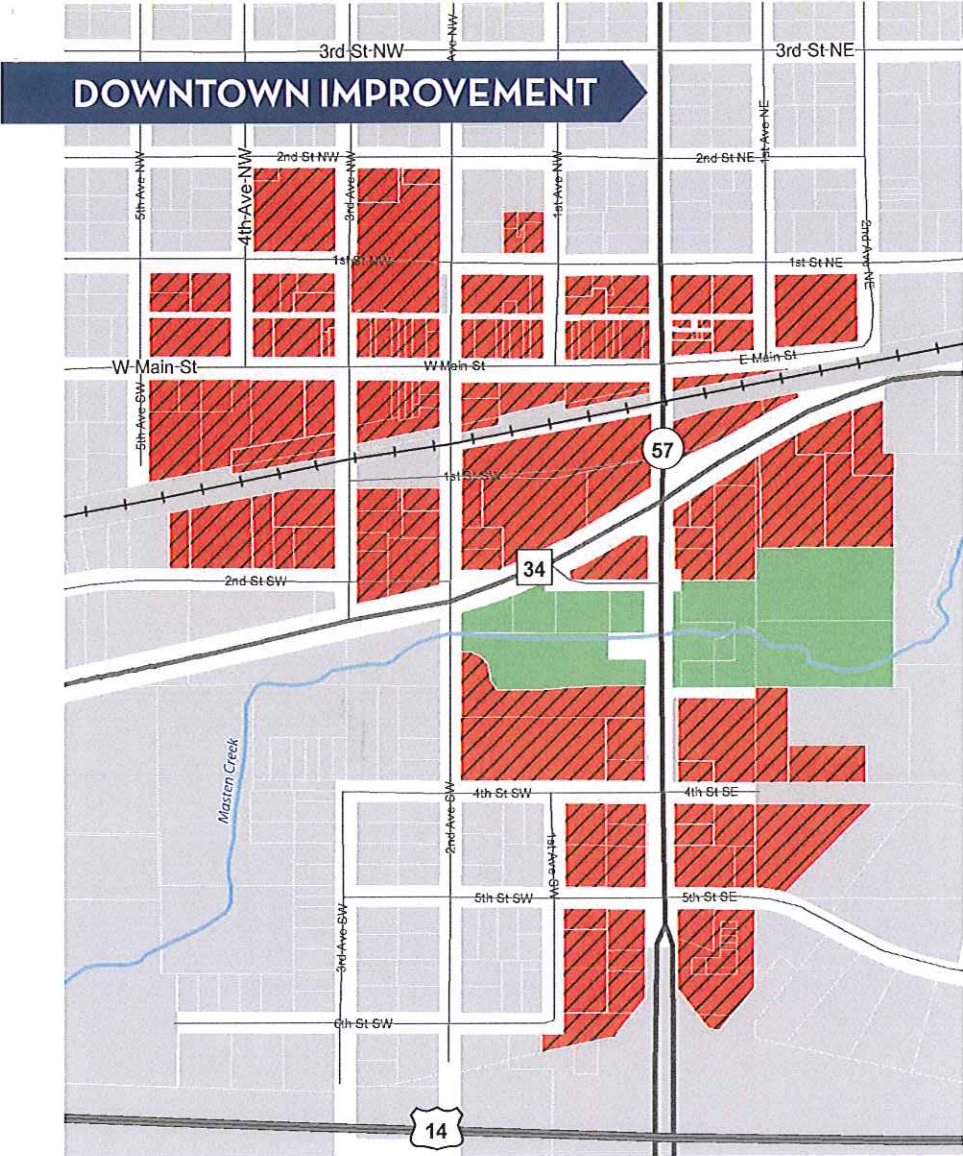 3rd St NW
Ave NW
3rd St NE
DOWNTOWN IMPROVEMENT
1st Ave NE
2nd St NW
2nd St NE
5th Ave NW
4th Ave NW
3rd Ave NW
1st Ave NW
2nd Ave NE
1st St NW
1st St NE
W Main St
W Main St
E Main St
5th Ave SW
57
1st St SW
34
2nd St SW
Masten Creek
4th St SW
4th St SE
2nd Ave SW
1st Ave SW
5th St SW
5th St SE
3rd Ave SW
6th St SW
14